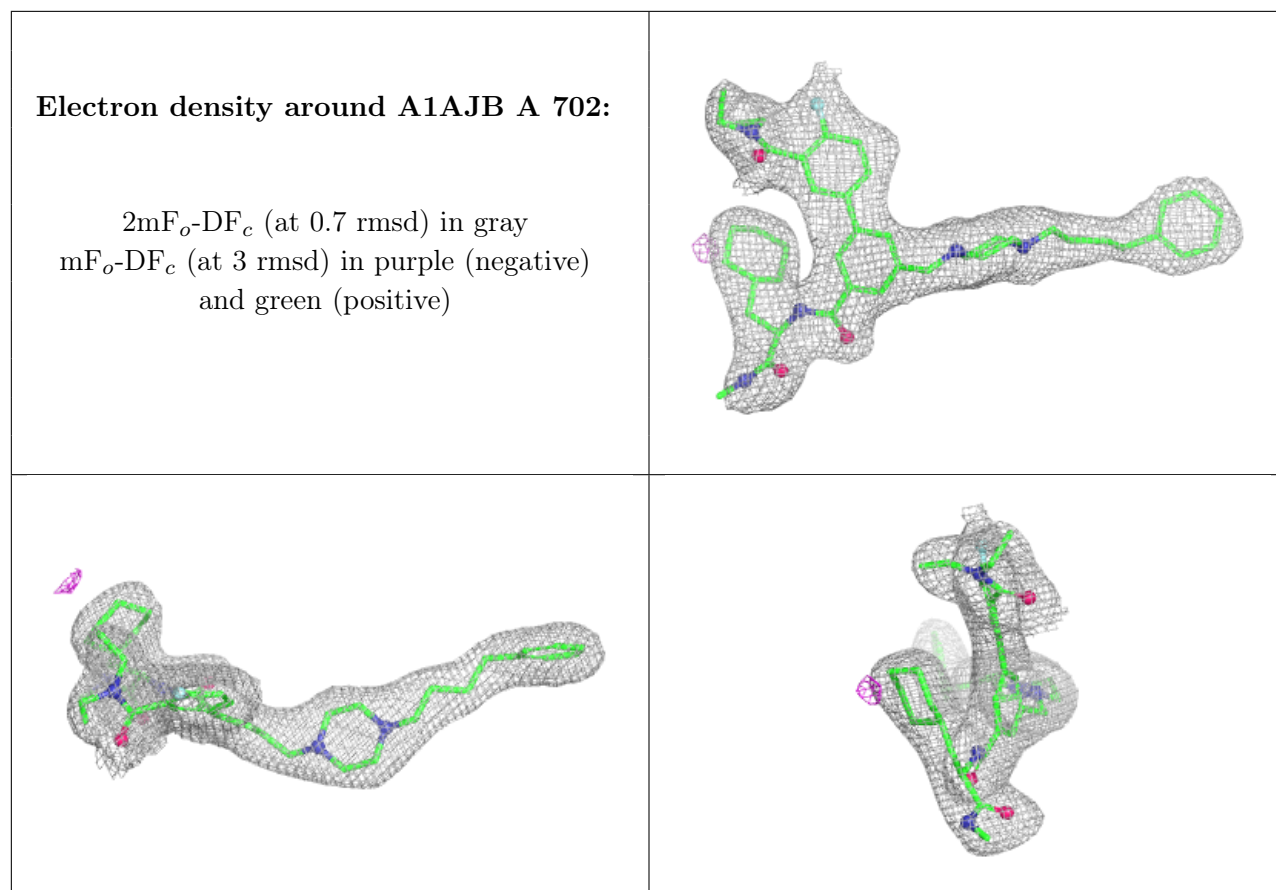 Electron density around A1AJB A 702:
2mFo-DFc (at 0.7 rmsd) in gray
mFo-DFc (at 3 rmsd) in purple (negative)
and green (positive)